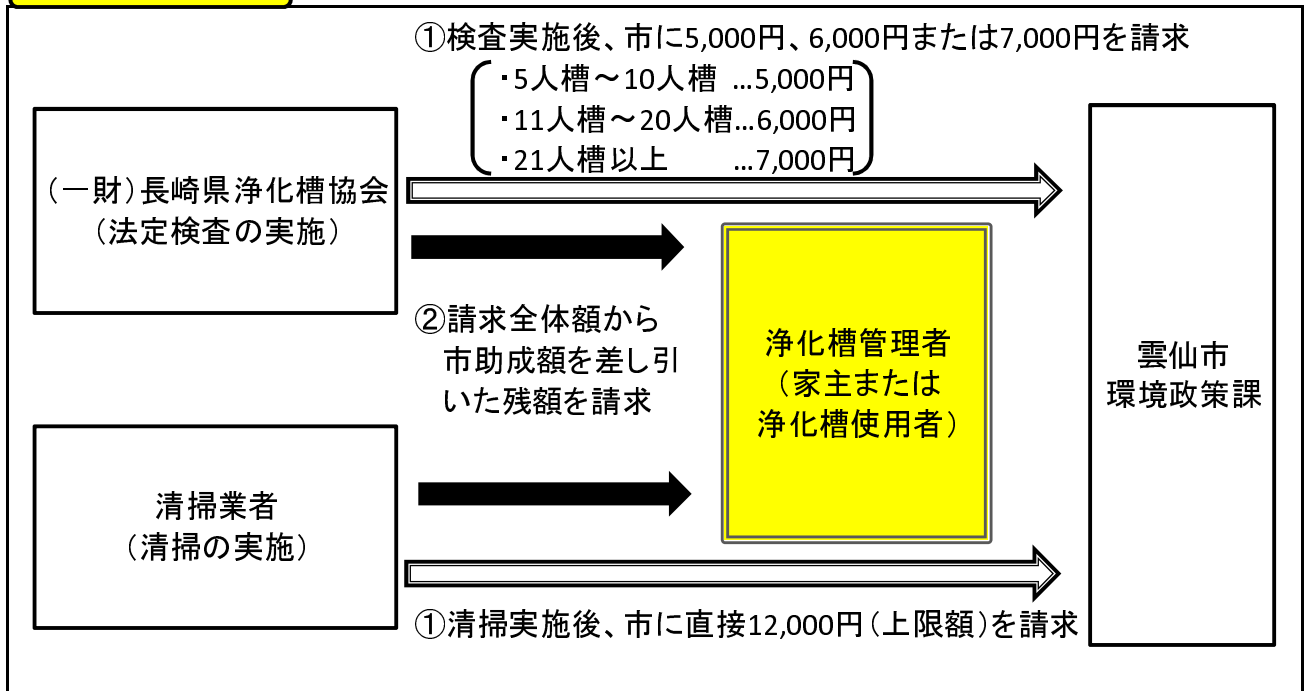 ①検査実施後、市に5,000円、6,000円または7,000円を請求
・5人槽～10人槽 …5,000円
・11人槽～20人槽…6,000円
・21人槽以上 …7,000円
（一財）長崎県浄化槽協会
（法定検査の実施）
②請求全体額から
市助成額を差し引
いた残額を請求
浄化槽管理者
（家主または
浄化槽使用者）
雲仙市
環境政策課
清掃業者
（清掃の実施）
①清掃実施後、市に直接12,000円（上限額）を請求